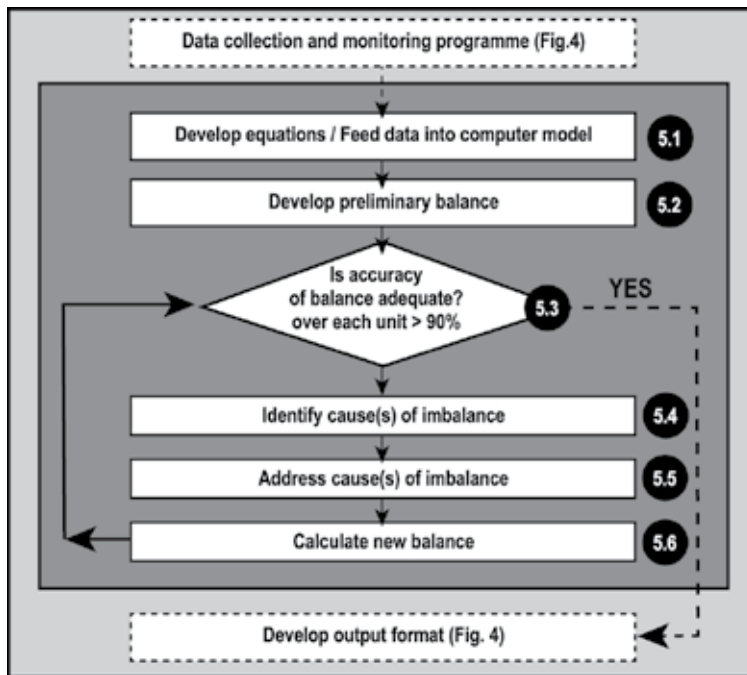 Data collection and monitoring programme (Fig.4)
Develop equations / Feed data into computer model
5.1
Develop preliminary balance
5.2
Is accuracy
of balance adequate?
over each unit > 90%
5.3
YES
Identify cause(s) of imbalance
5.4
Address cause(s) of imbalance
5.5
Calculate new balance
5.6
Develop output format (Fig. 4)